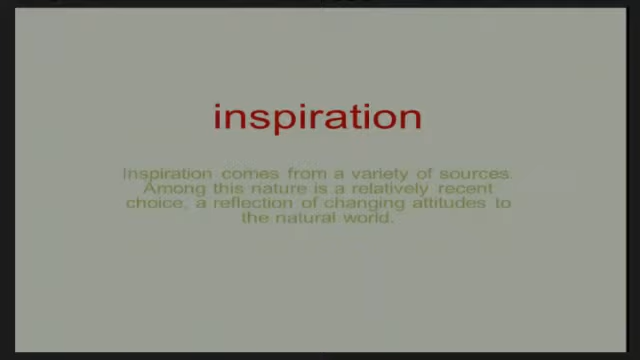 inspiration
Inspiration comes from a variety of sources.
Among this nature is a relatively recent
choice, a reflection of changing attitudes to
the natural world.